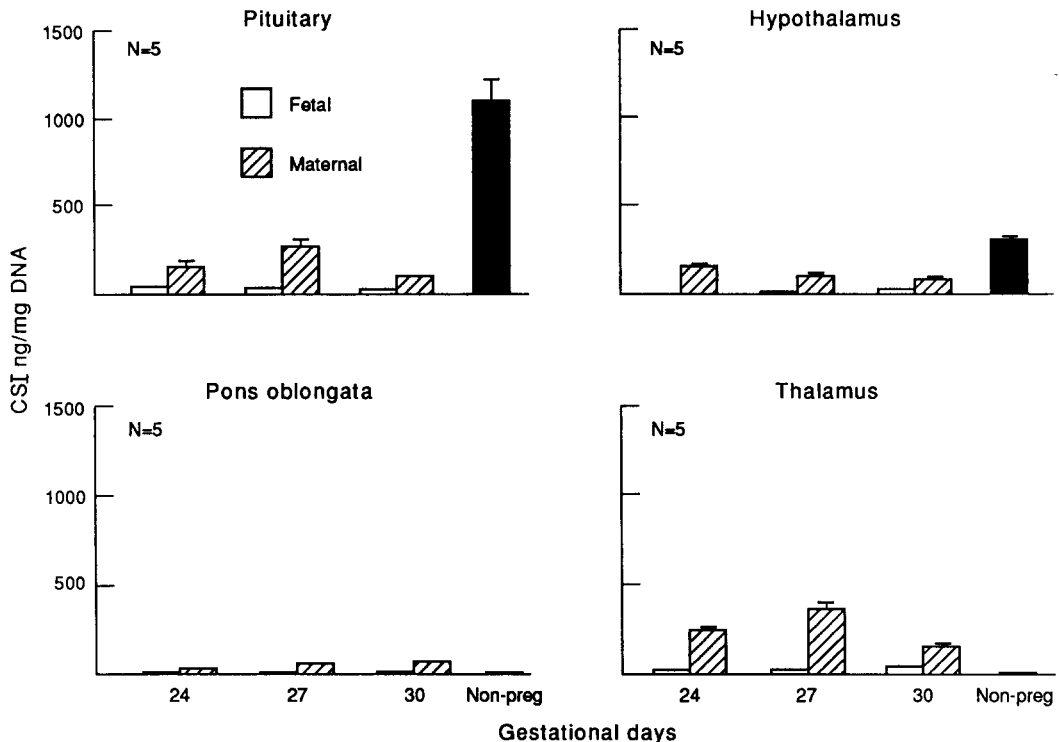 Pituitary
Hypothalamus
1500
N=5
N=5
Fetal
1000
Maternal
500
CSI ng/mg DNA
Pons oblongata
Thalamus
1500
N=5
N=5
1000
500
24 27 30 Non-preg
24 27 30 Non-preg
Gestational days